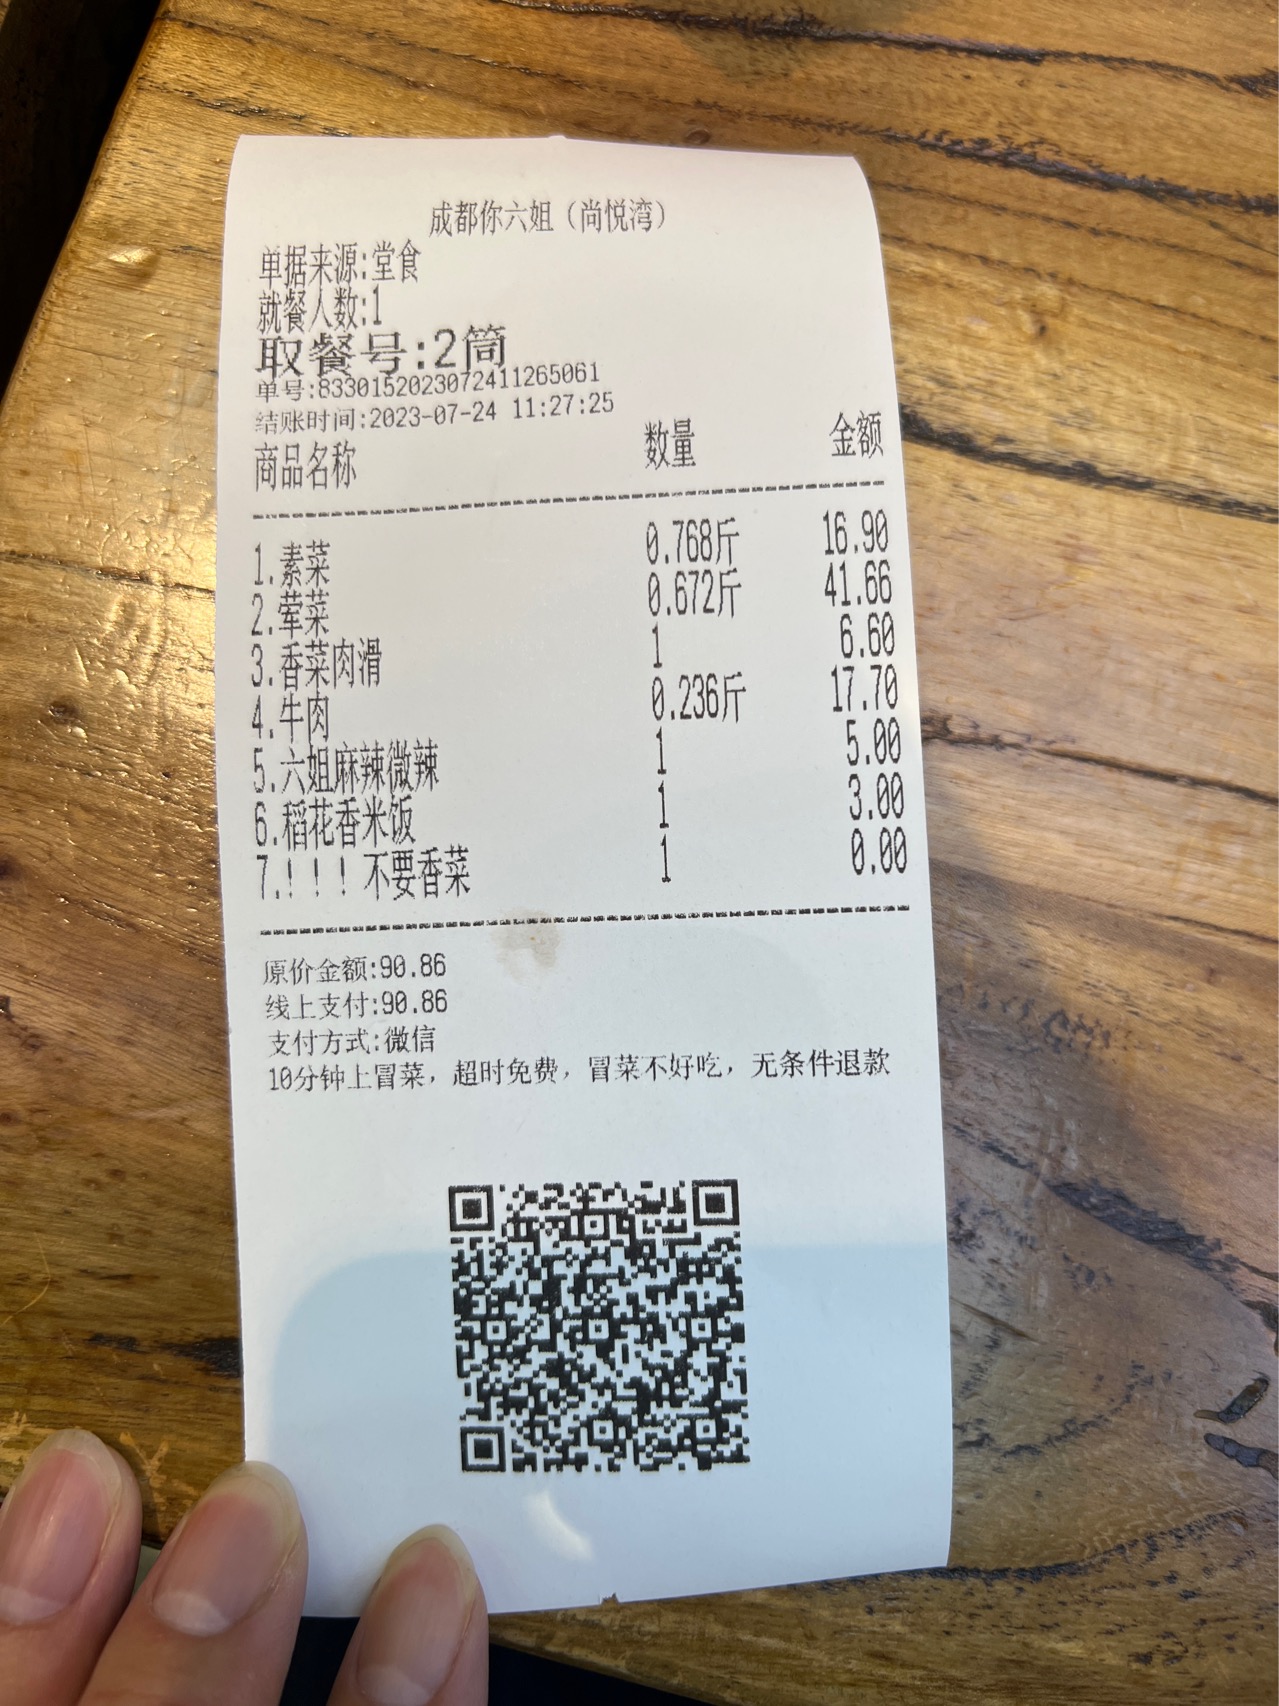 成都你六姐（尚悦湾）
单据来源:堂食
就餐人数:1
取餐号:2筒
单号:8330152023072411265061
结账时间:2023-07-24 11:27:25
商品名称 数量 金额
1.素菜 0.768斤 16.90
2.荤菜 0.672斤 41.66
3.香菜肉滑 1 6.60
4.牛肉 0.236斤 17.70
5.六姐麻辣微辣 1 5.00
6.稻花香米饭 1 3.00
7.！！！不要香菜 1 0.00
原价金额:90.86
线上支付:90.86
支付方式:微信
10分钟上冒菜，超时免费，冒菜不好吃，无条件退款